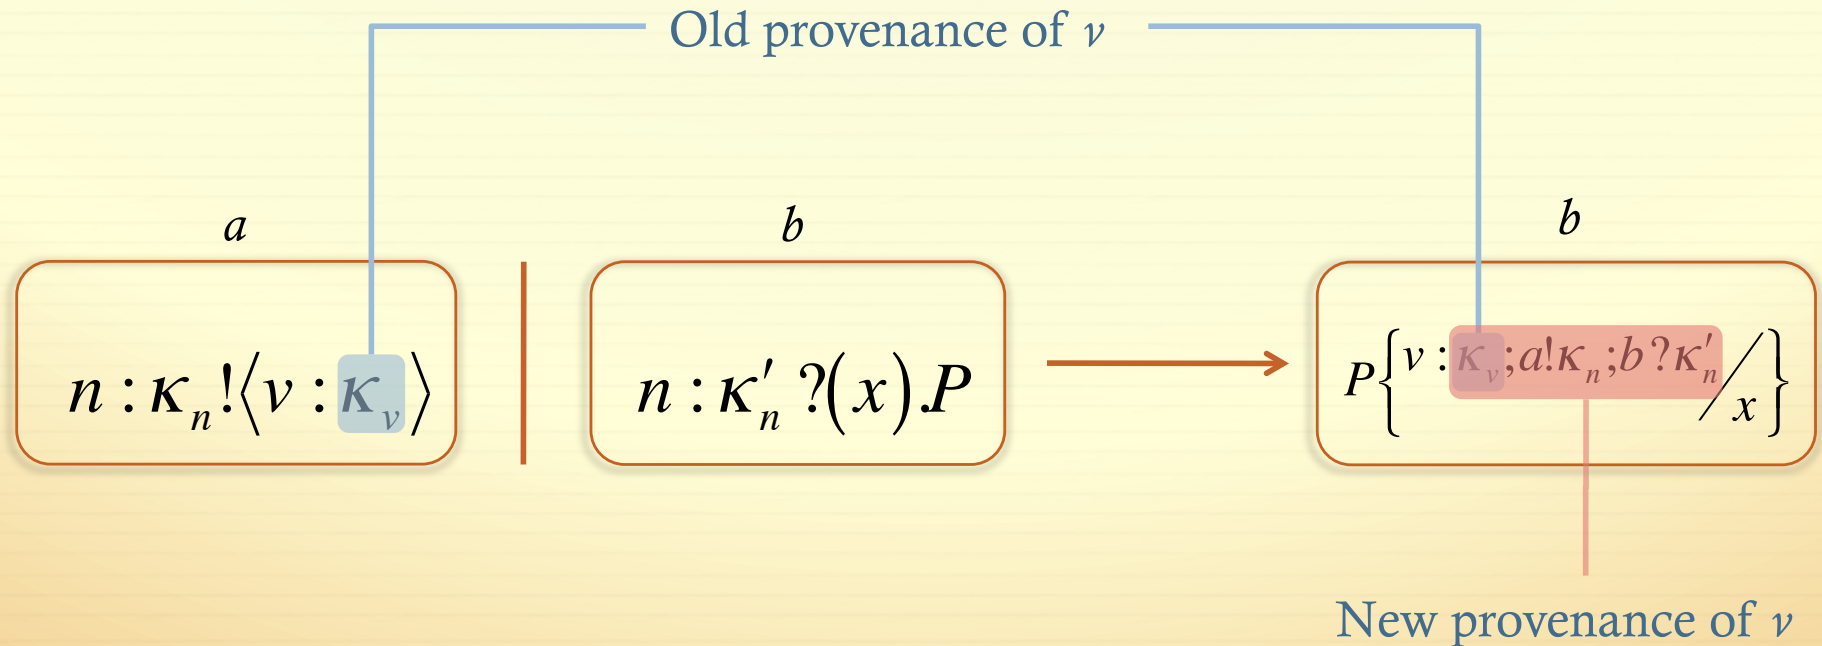 Old provenance of v
a
b
b
n : κₙ!⟨v : κᵥ⟩
n : κ′ₙ ?(x).P
P{v : κᵥ;a!κₙ;b?κ′ₙ/x}
New provenance of v